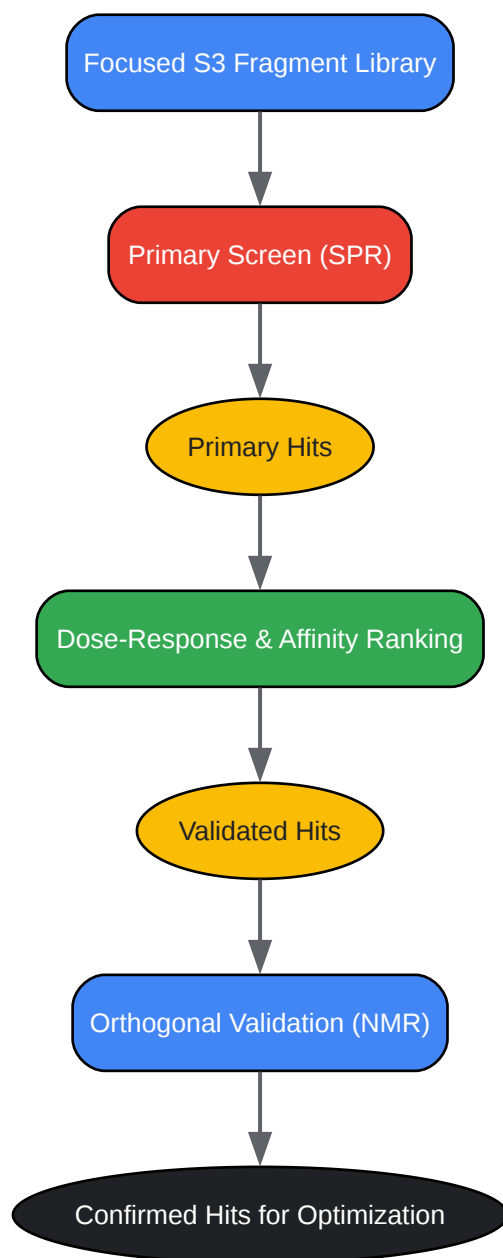 Focused S3 Fragment Library
Primary Screen (SPR)
Primary Hits
Dose-Response & Affinity Ranking
Validated Hits
Orthogonal Validation (NMR)
Confirmed Hits for Optimization